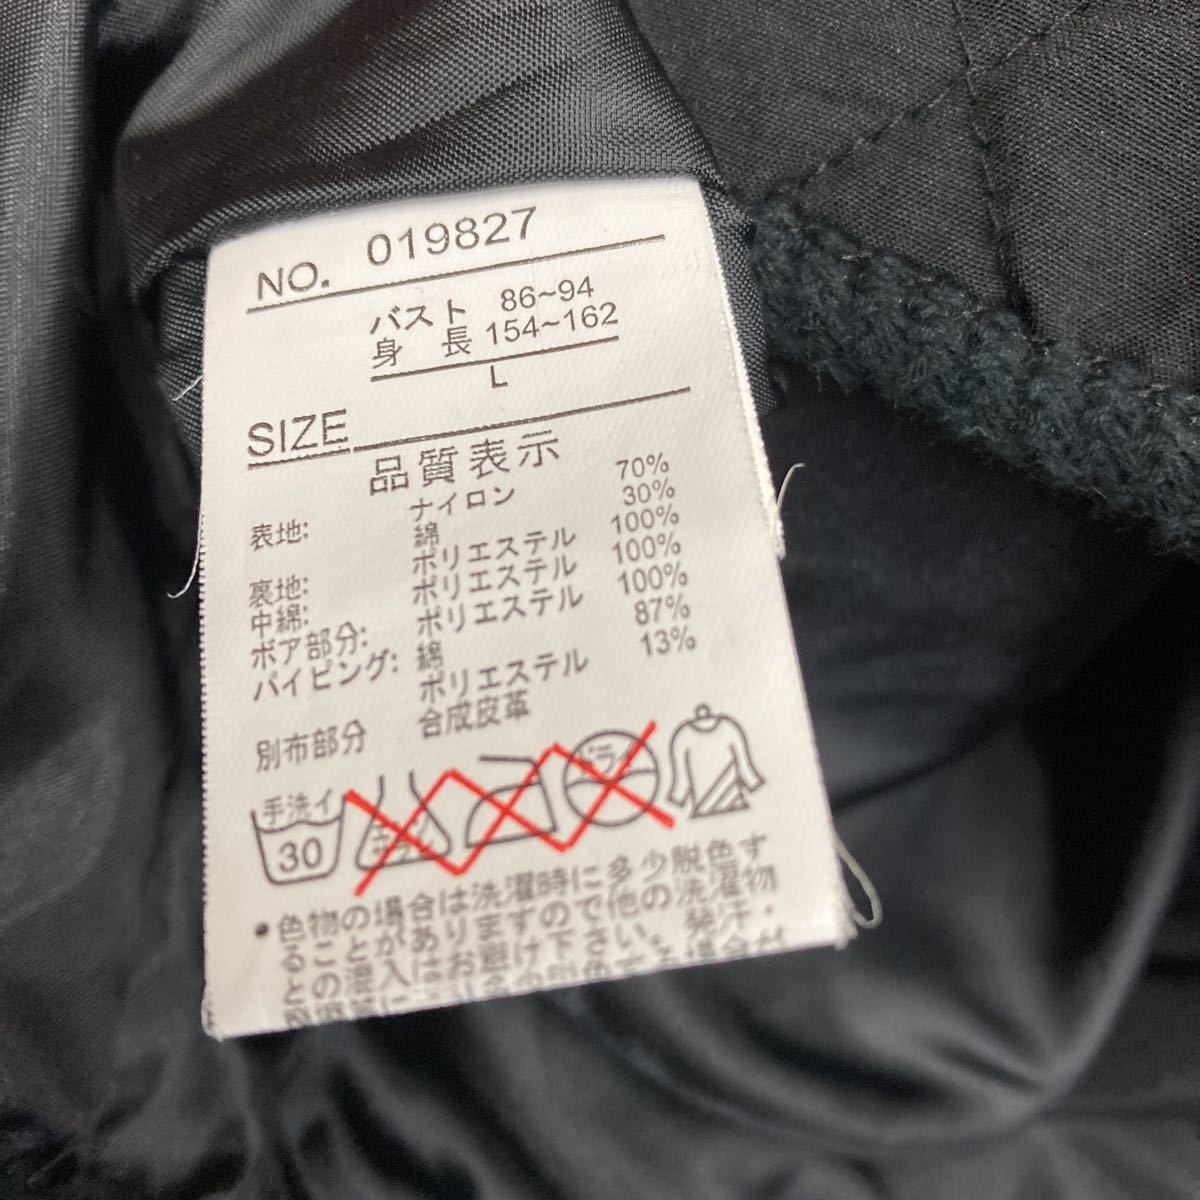 NO. 019827
バスト 86~94
身 長 154~162
L
SIZE
品質表示
表地: ナイロン 70%
綿 30%
裏地: ポリエステル 100%
中綿: ポリエステル 100%
ボア部分: ポリエステル 100%
パイピング: 綿 87%
ポリエステル 13%
別布部分 合成皮革
手洗イ
30
エンソ
ドライ
・色物の場合は洗濯時に多少脱色す
ることがありますので他の洗濯物
との混入はお避け下さい。発汗・